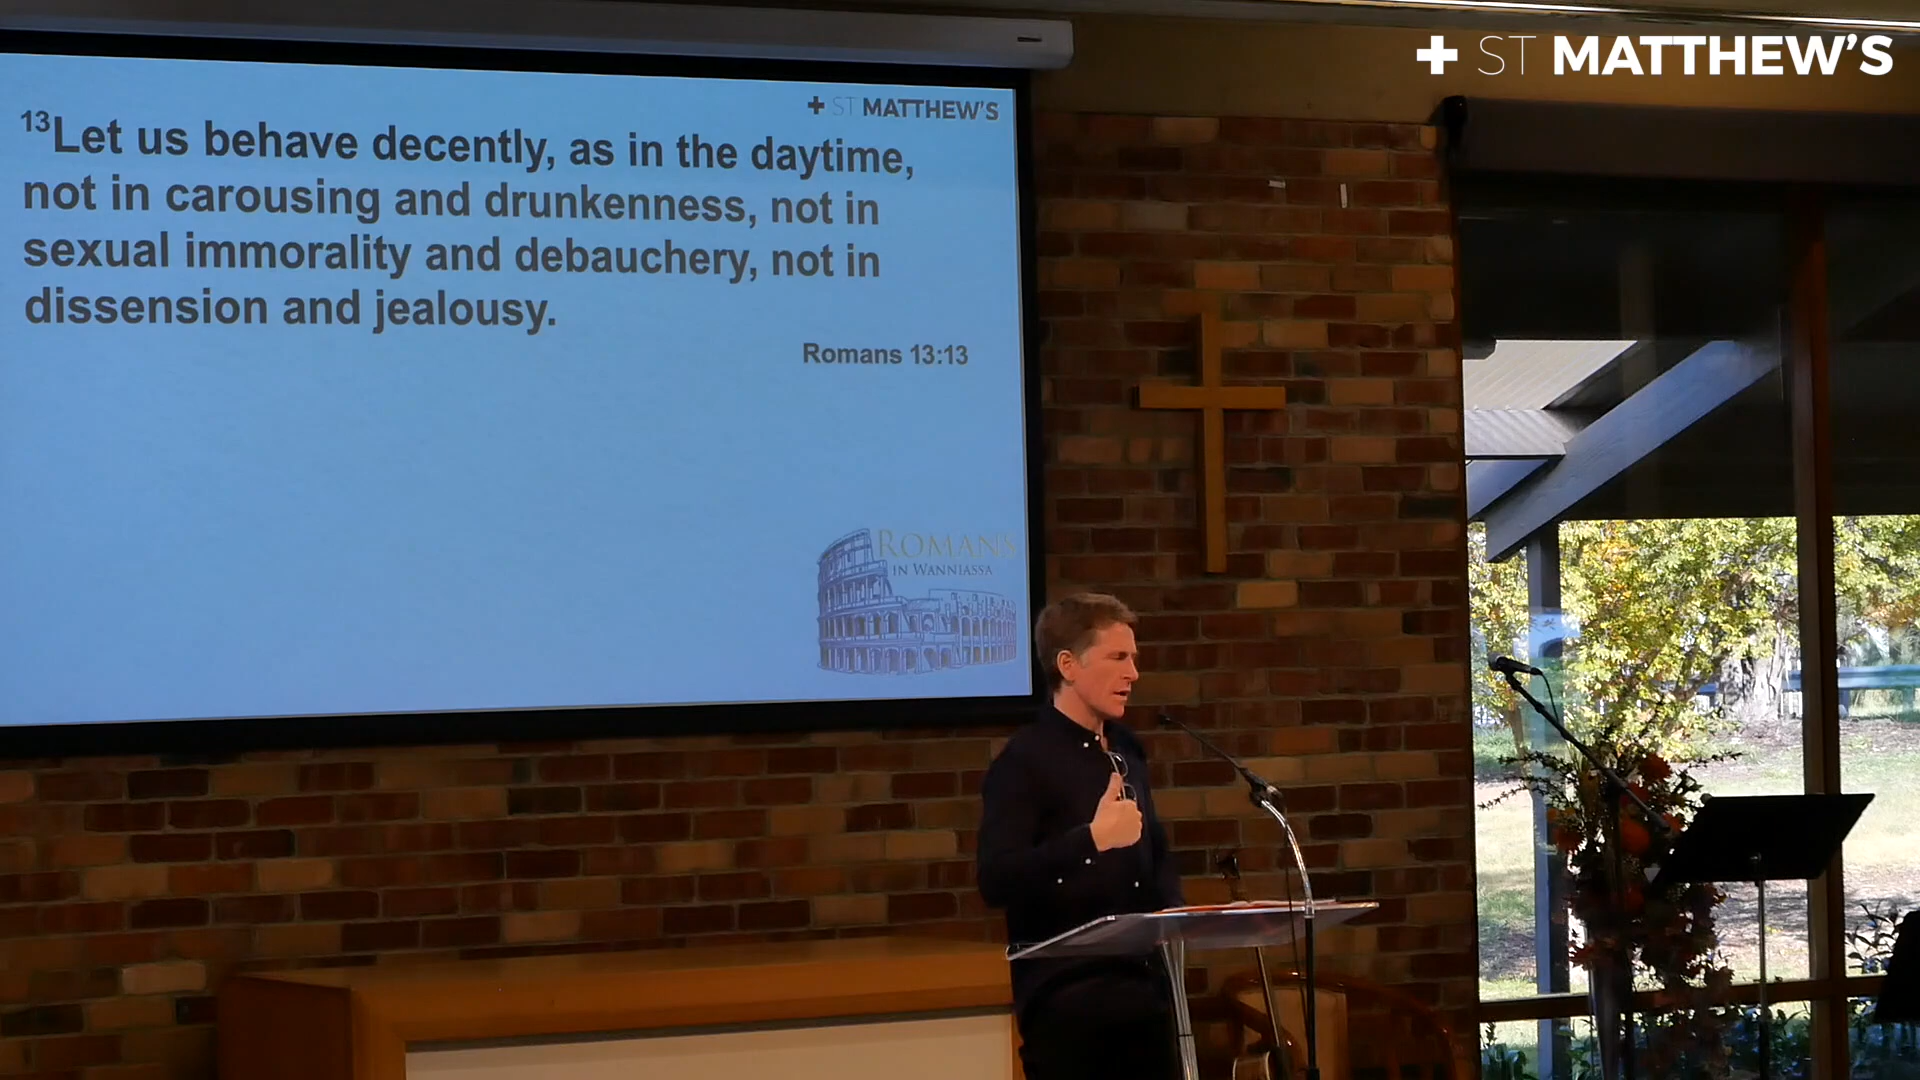 + ST MATTHEW'S
+ ST MATTHEW'S
13Let us behave decently, as in the daytime,
not in carousing and drunkenness, not in
sexual immorality and debauchery, not in
dissension and jealousy.
Romans 13:13
ROMANS
IN WANNIASSA